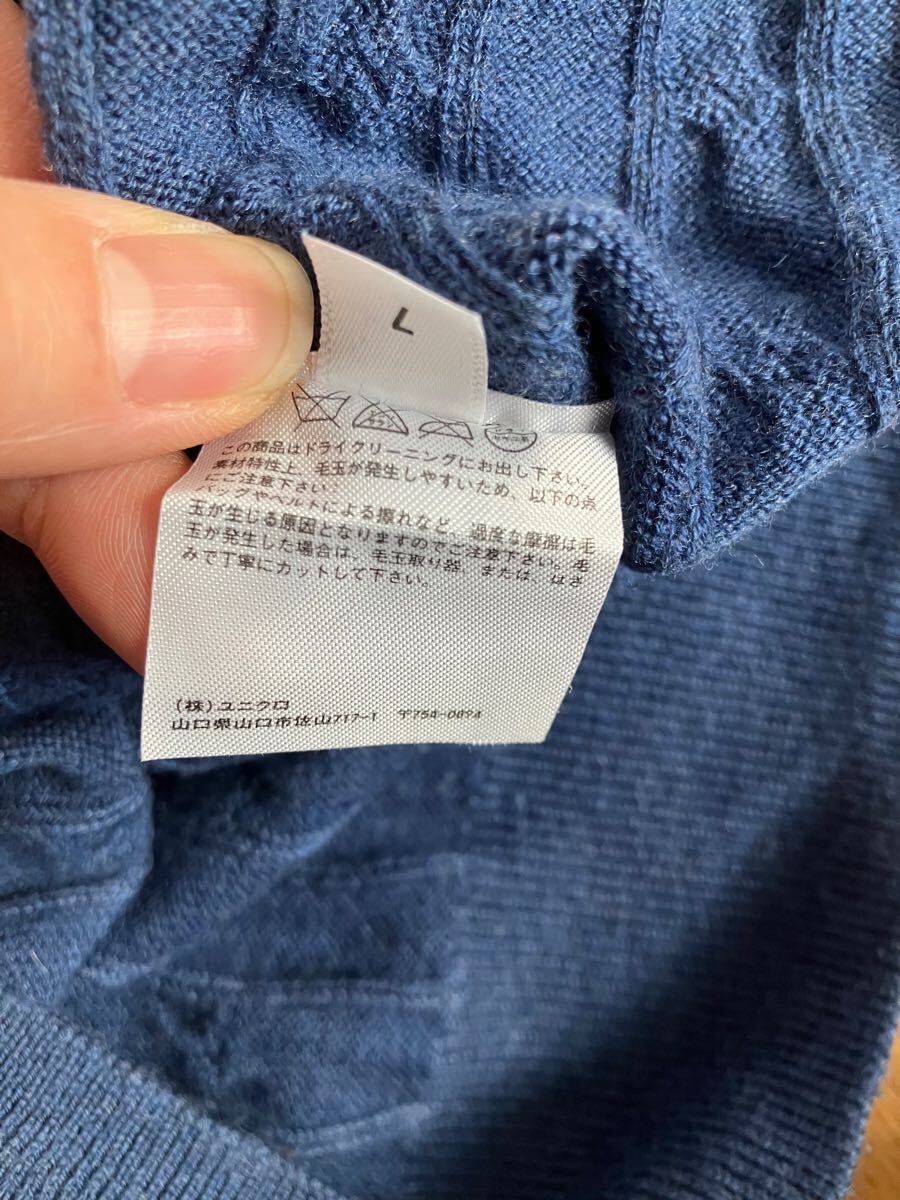 L
この商品はドライクリーニングにお出し下さい。
素材特性上、毛玉が発生しやすいため、以下の点
にご注意下さい。
バッグやベルトによる擦れなど、過度な摩擦は毛
玉が生じる原因となりますのでご注意下さい。毛
玉が発生した場合は、毛玉取り器、または、はさ
みで丁寧にカットして下さい。
(株)ユニクロ
山口県山口市佐山717-1 〒754-0894